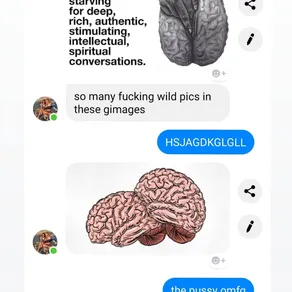 starving
for deep,
rich, authentic,
stimulating,
intellectual,
spiritual
conversations.
so many fucking wild pics in
these gimages
HSJAGDKGLGLL
the pussy omfg